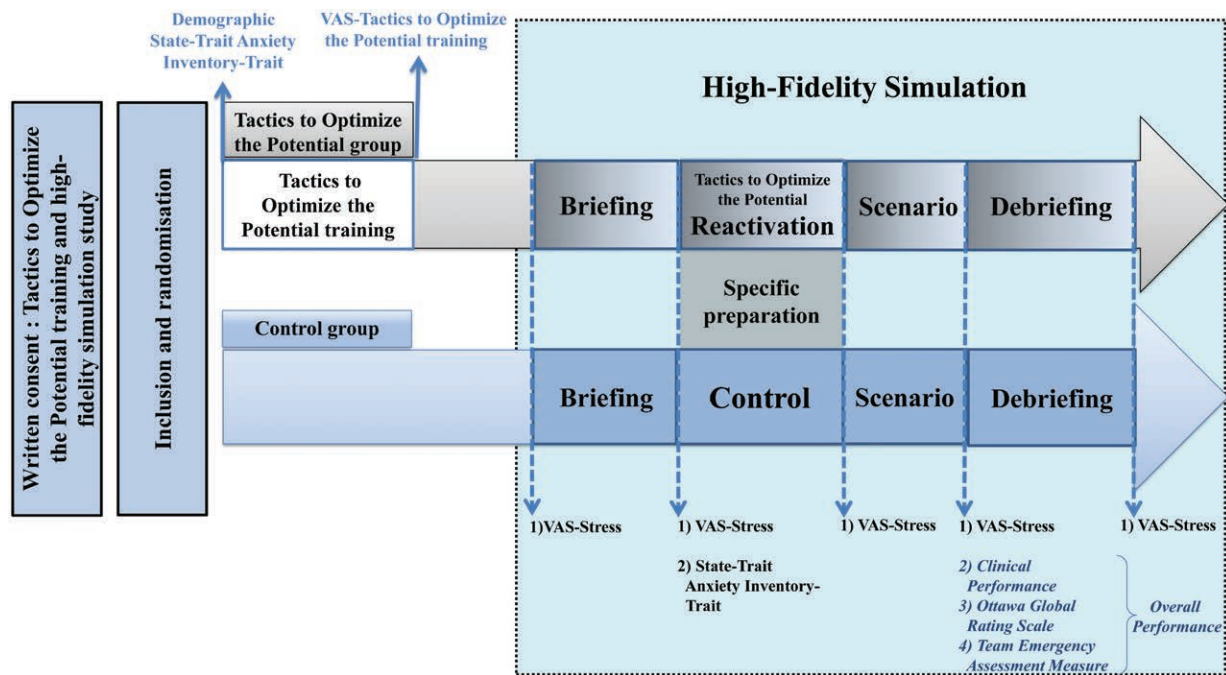 Demographic
State-Trait Anxiety
Inventory-Trait
VAS-Tactics to Optimize
the Potential training
High-Fidelity Simulation
Written consent : Tactics to Optimize
the Potential training and high-
fidelity simulation study
Inclusion and randomisation
Tactics to Optimize
the Potential group
Tactics to
Optimize the
Potential training
Briefing
Tactics to Optimize
the Potential
Reactivation
Scenario
Debriefing
Specific
preparation
Control group
Briefing
Control
Scenario
Debriefing
1)VAS-Stress
1) VAS-Stress
2) State-Trait
Anxiety Inventory-
Trait
1) VAS-Stress
1) VAS-Stress
2) Clinical
Performance
3) Ottawa Global
Rating Scale
4) Team Emergency
Assessment Measure
Overall
Performance
1) VAS-Stress